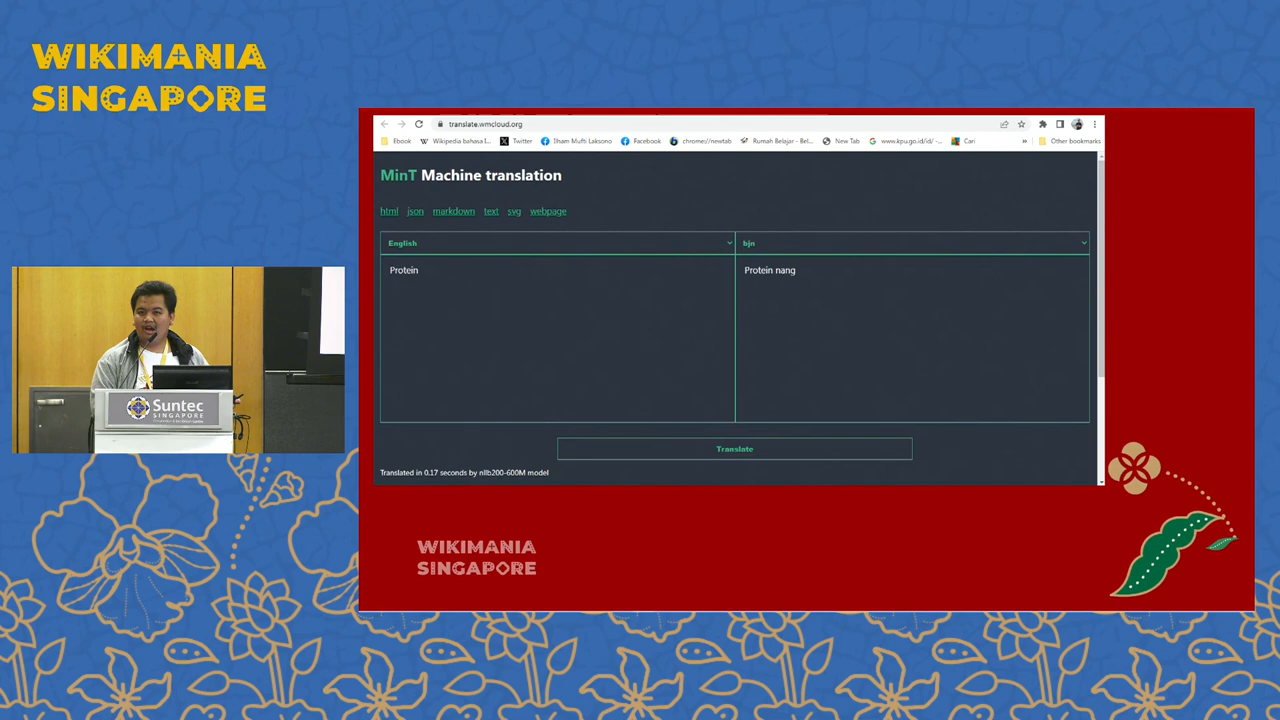 WIKIMANIA
SINGAPORE
translate.wmcloud.org
Ebook
Wikipedia bahasa I...
Twitter
Ilham Mufti Laksono
Facebook
chrome://newtab
Rumah Belajar - Bel...
New Tab
www.kpu.go.id/id/ -...
Cari
Other bookmarks
MinT Machine translation
html json markdown text svg webpage
English
bjn
Protein
Protein nang
Translate
Translated in 0.17 seconds by nllb200-600M model
Suntec
SINGAPORE
WIKIMANIA
SINGAPORE